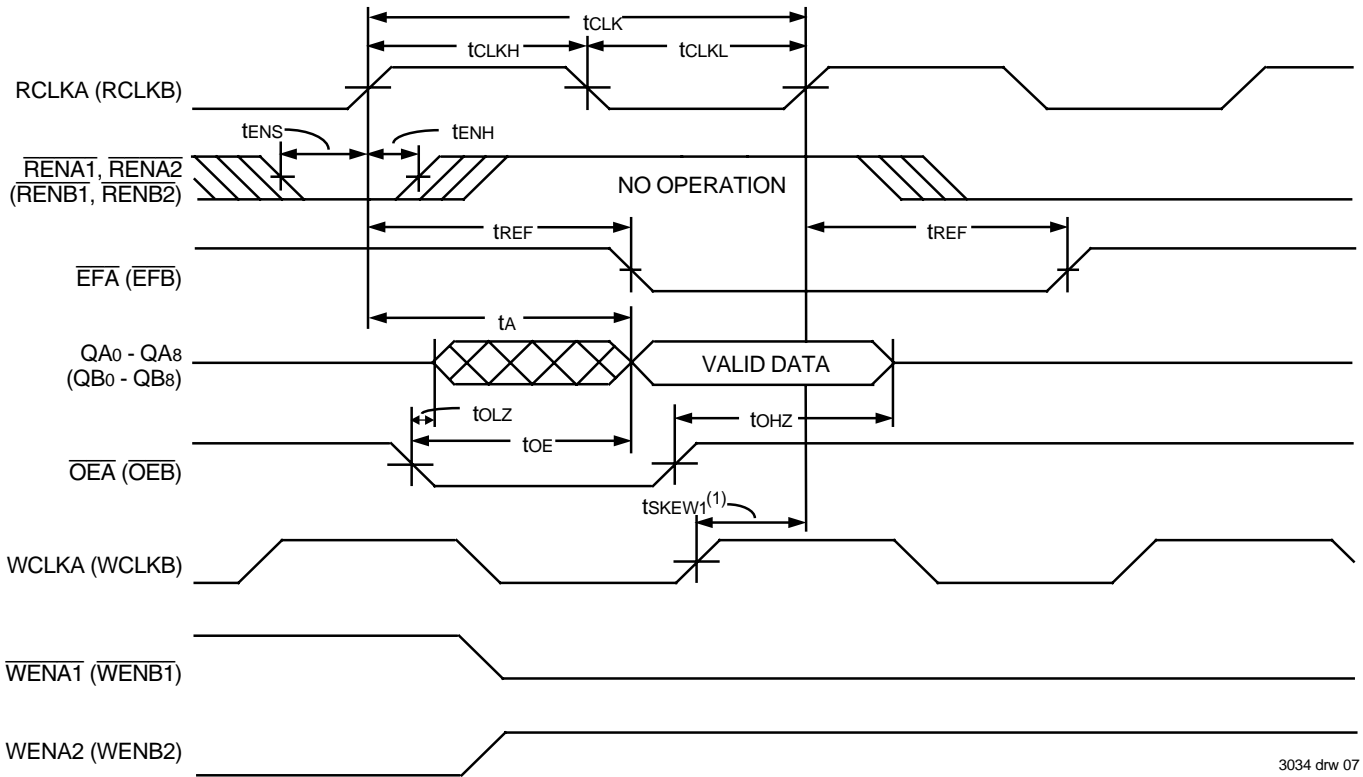 tCLK
tCLKH
tCLKL
RCLKA (RCLKB)
tENS
tENH
RENA1, RENA2
(RENB1, RENB2)
NO OPERATION
tREF
tREF
EFA (EFB)
tA
QA0 - QA8
(QB0 - QB8)
VALID DATA
tOLZ
tOHZ
tOE
OEA (OEB)
tSKEW1(1)
WCLKA (WCLKB)
WENA1 (WENB1)
WENA2 (WENB2)
3034 drw 07